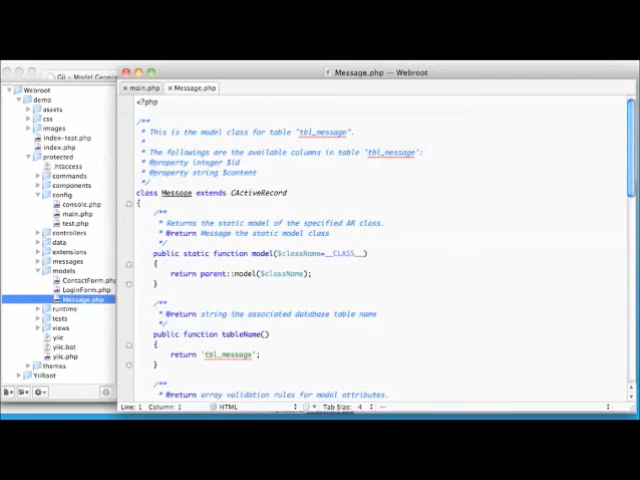 Gii - Model Genera
Message.php — Webroot
main.php
Message.php
Webroot
demo
assets
css
images
index-test.php
index.php
protected
.htaccess
commands
components
config
console.php
main.php
test.php
controllers
data
extensions
messages
models
ContactForm.php
LoginForm.php
Message.php
runtime
tests
views
yiic
yiic.bat
yiic.php
themes
YiiRoot
<?php
/**
* This is the model class for table "tbl_message".
*
* The followings are the available columns in table 'tbl_message':
* @property integer $id
* @property string $content
*/
class Message extends CActiveRecord
{
/**
* Returns the static model of the specified AR class.
* @return Message the static model class
*/
public static function model($className=__CLASS__)
{
return parent::model($className);
}
/**
* @return string the associated database table name
*/
public function tableName()
{
return 'tbl_message';
}
/**
* @return array validation rules for model attributes.
Line: 1 Column: 1 HTML Tab Size: 4 —